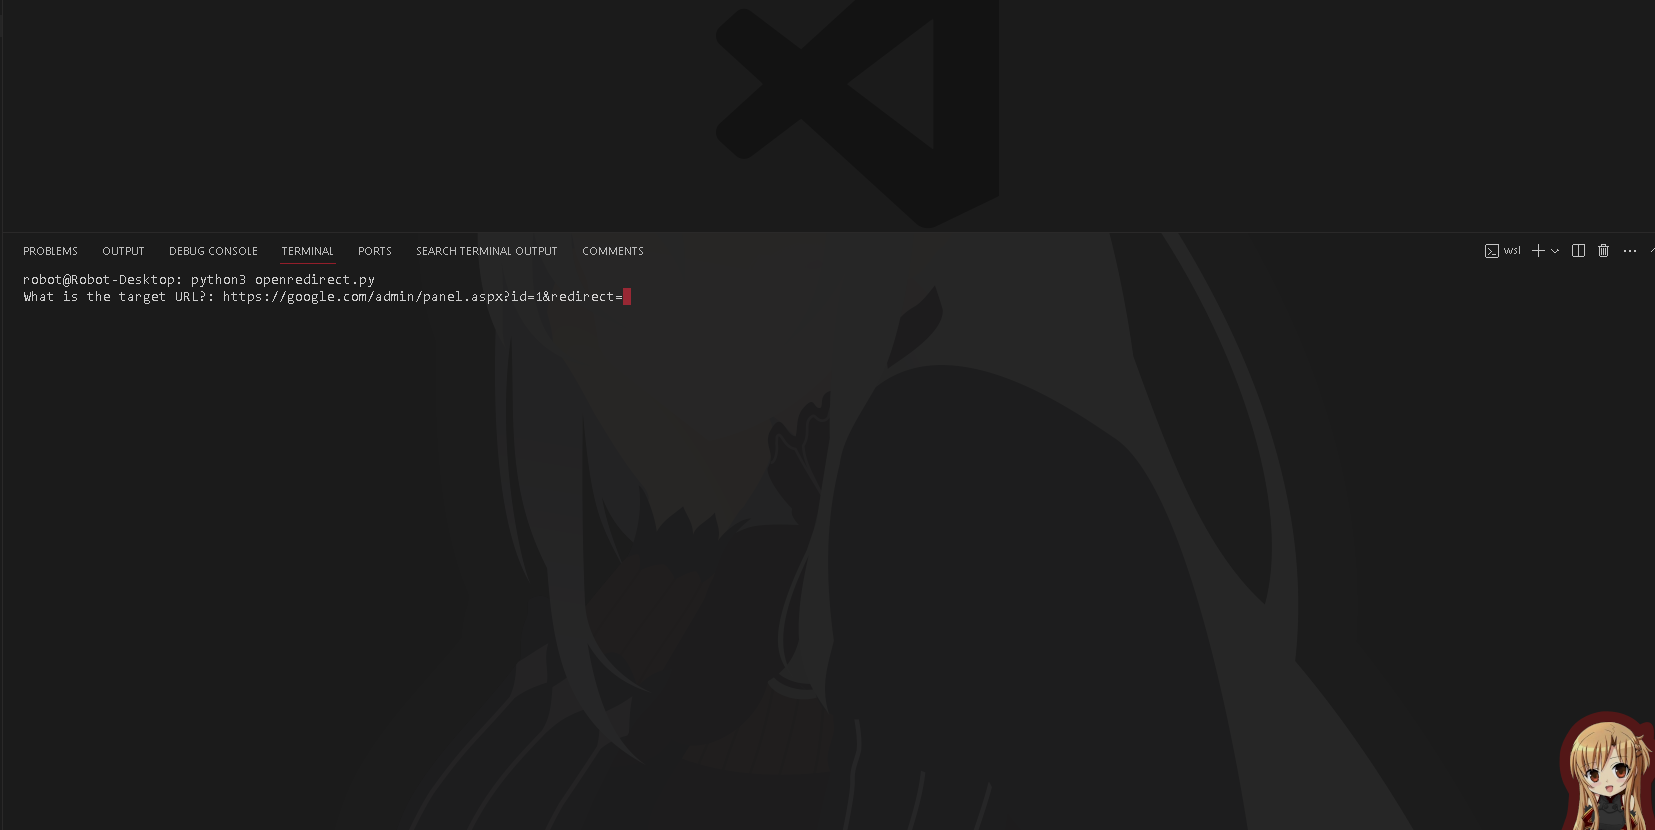 PROBLEMS OUTPUT DEBUG CONSOLE TERMINAL PORTS SEARCH TERMINAL OUTPUT COMMENTS wsl
robot@Robot-Desktop: python3 openredirect.py
What is the target URL?: https://google.com/admin/panel.aspx?id=1&redirect=